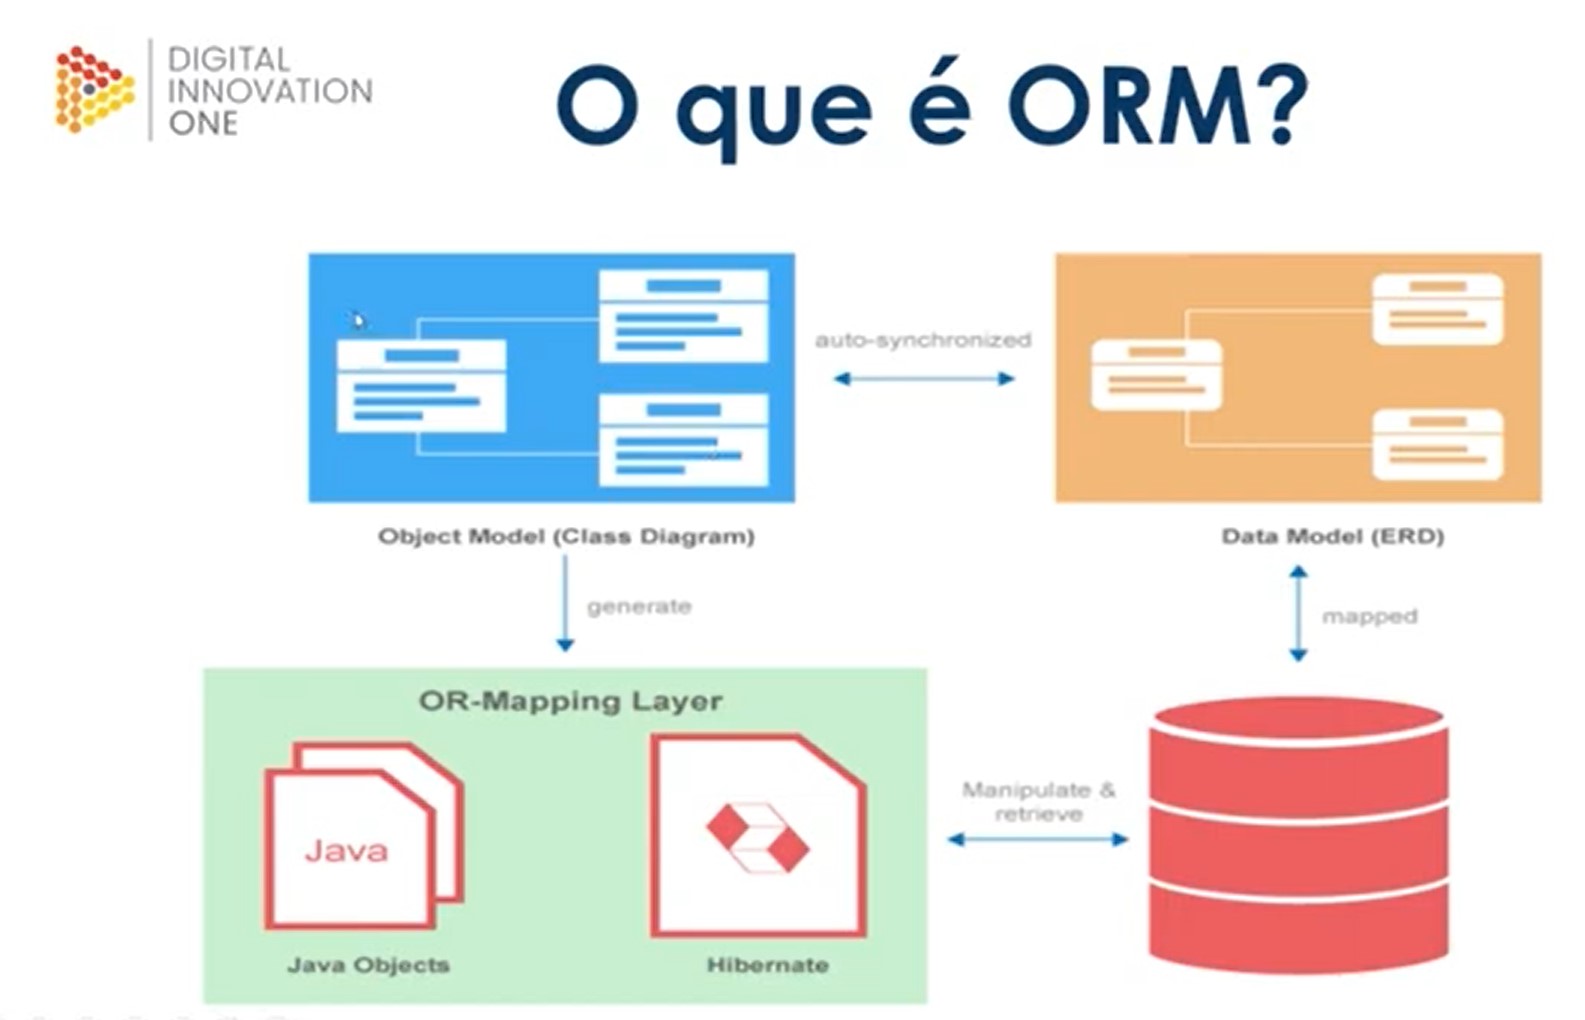 DIGITAL
INNOVATION
ONE
O que é ORM?
auto-synchronized
Object Model (Class Diagram)
Data Model (ERD)
generate
mapped
OR-Mapping Layer
Manipulate &
retrieve
Java
Java Objects
Hibernate